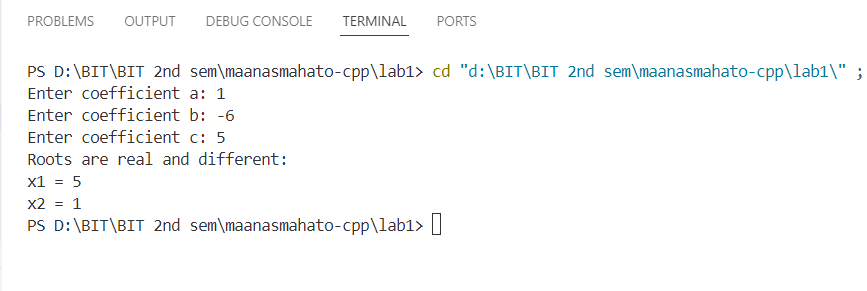 PROBLEMS OUTPUT DEBUG CONSOLE TERMINAL PORTS
PS D:\BIT\BIT 2nd sem\maanasmahato-cpp\lab1> cd "d:\BIT\BIT 2nd sem\maanasmahato-cpp\lab1\" ;
Enter coefficient a: 1
Enter coefficient b: -6
Enter coefficient c: 5
Roots are real and different:
x1 = 5
x2 = 1
PS D:\BIT\BIT 2nd sem\maanasmahato-cpp\lab1>